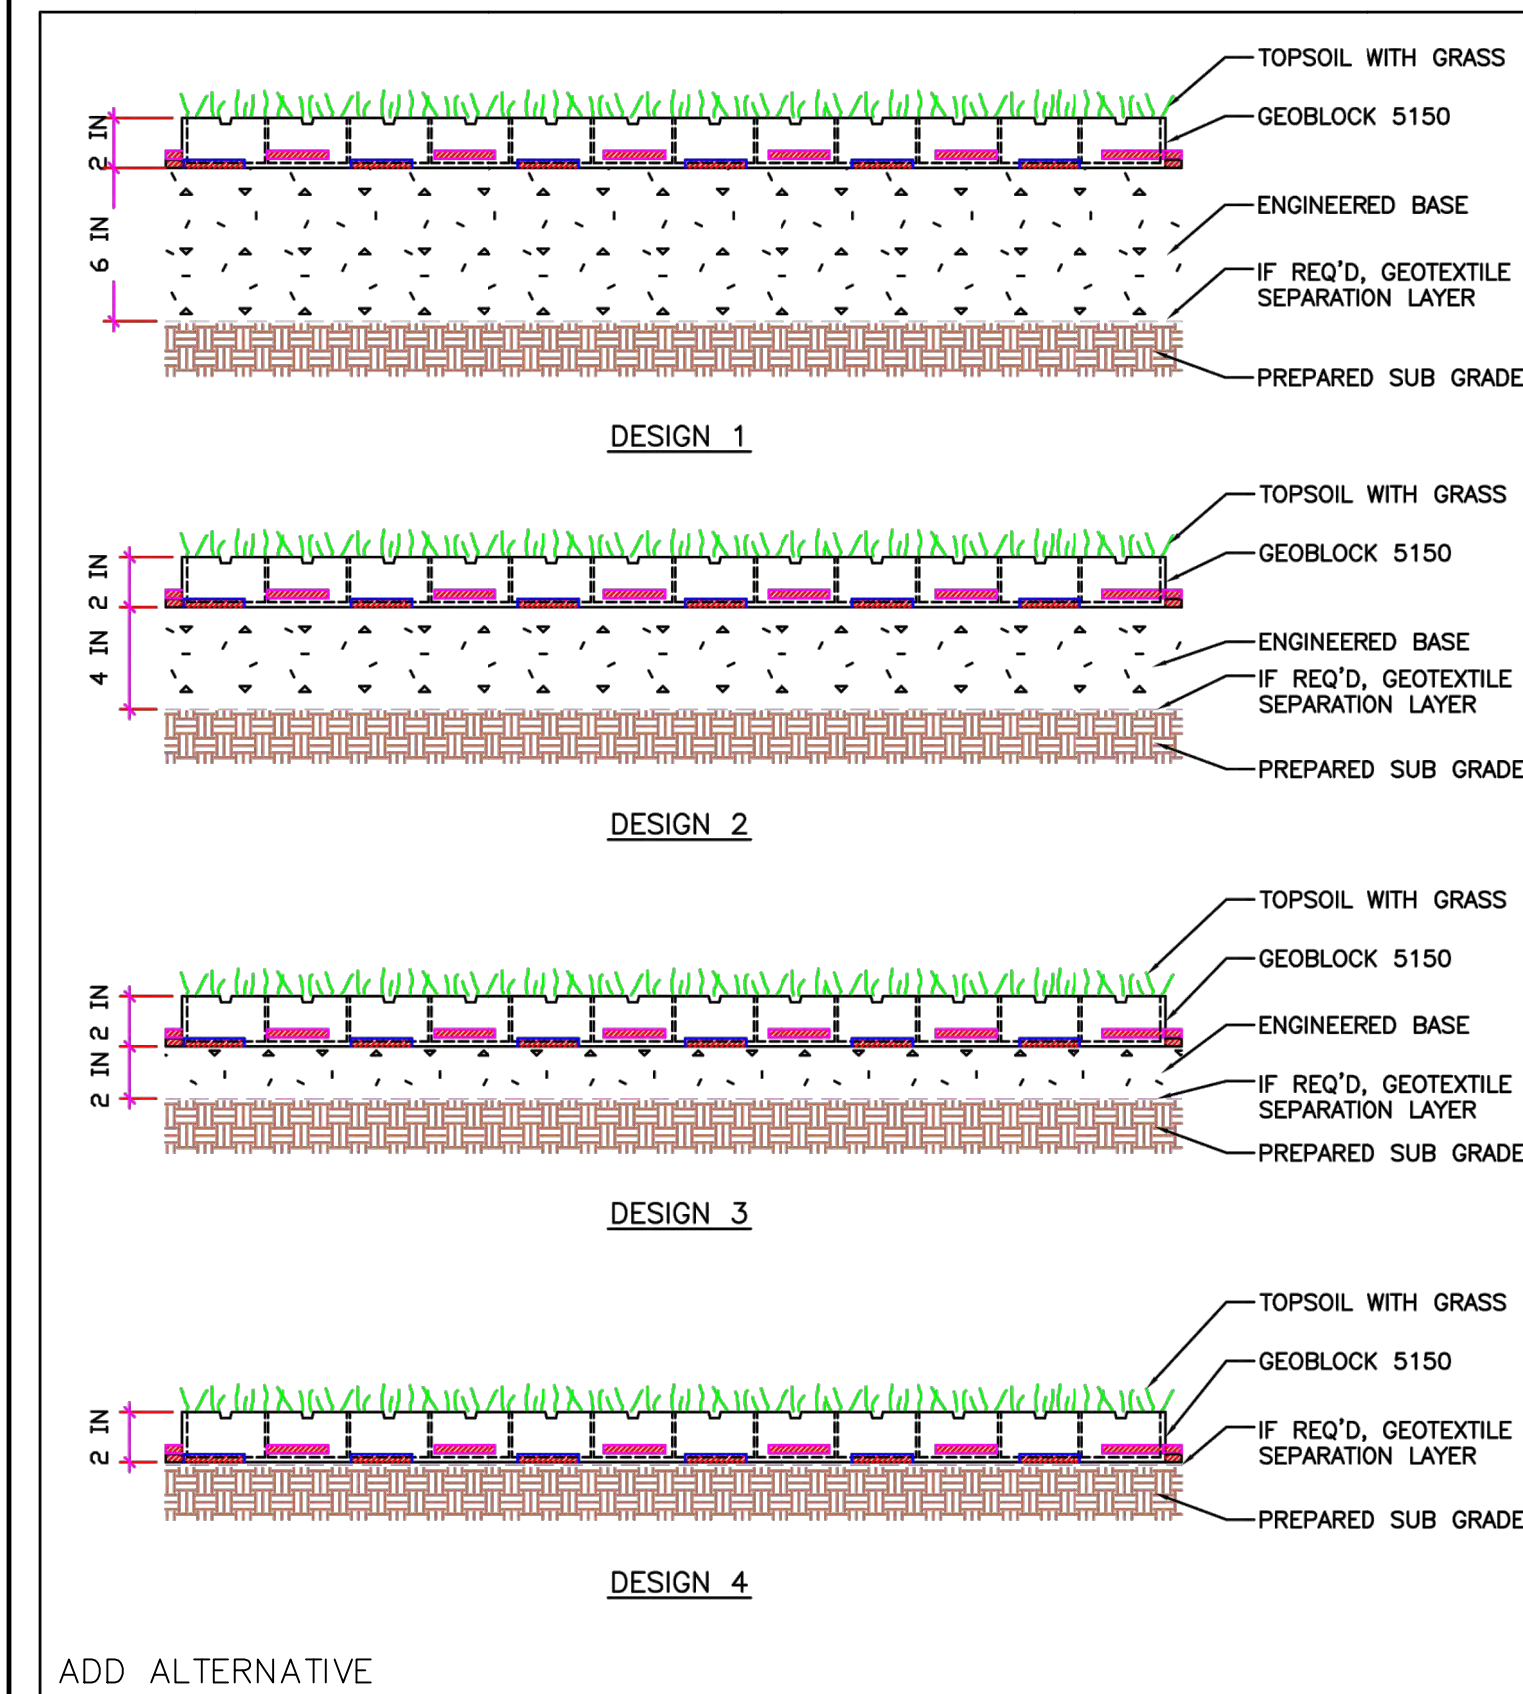 TOPSOIL WITH GRASS
GEOBLOCK 5150
2 IN
ENGINEERED BASE
6 IN
IF REQ'D, GEOTEXTILE
SEPARATION LAYER
PREPARED SUB GRADE
DESIGN 1
TOPSOIL WITH GRASS
GEOBLOCK 5150
2 IN
ENGINEERED BASE
4 IN
IF REQ'D, GEOTEXTILE
SEPARATION LAYER
PREPARED SUB GRADE
DESIGN 2
TOPSOIL WITH GRASS
GEOBLOCK 5150
2 IN
ENGINEERED BASE
2 IN
IF REQ'D, GEOTEXTILE
SEPARATION LAYER
PREPARED SUB GRADE
DESIGN 3
TOPSOIL WITH GRASS
GEOBLOCK 5150
2 IN
IF REQ'D, GEOTEXTILE
SEPARATION LAYER
PREPARED SUB GRADE
DESIGN 4
ADD ALTERNATIVE